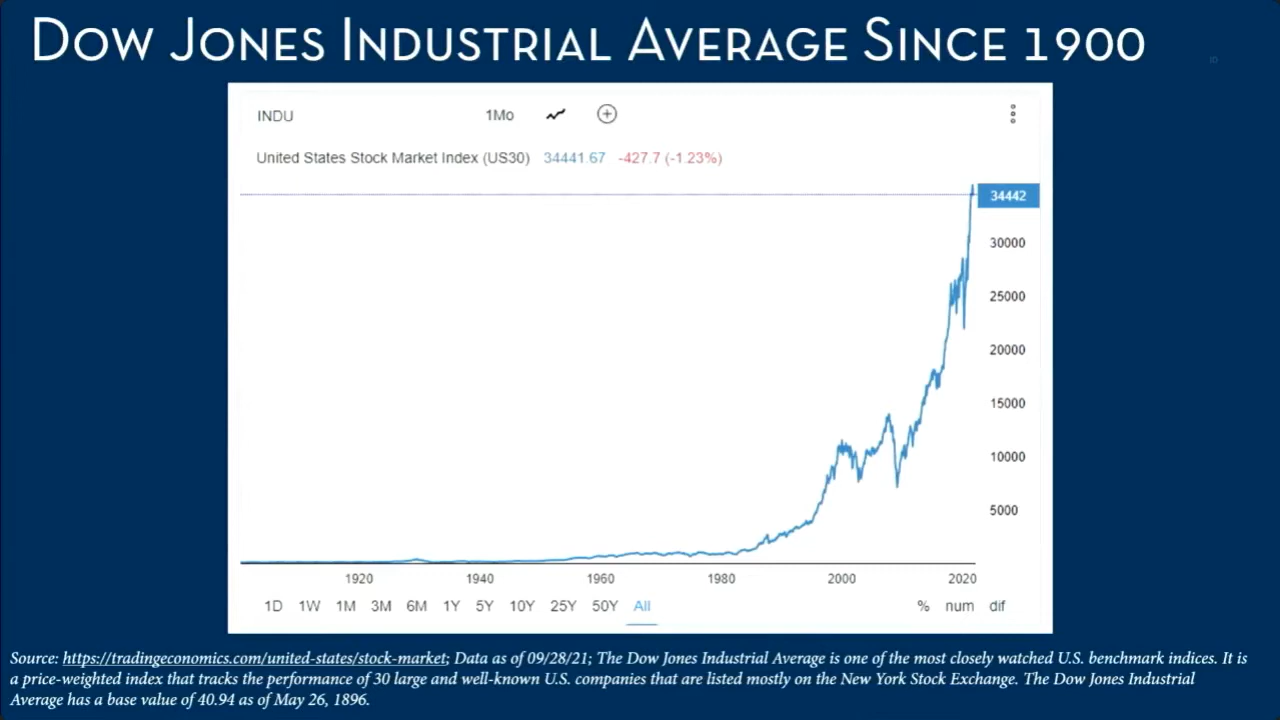 DOW JONES INDUSTRIAL AVERAGE SINCE 1900
INDU 1Mo
United States Stock Market Index (US30) 34441.67 -427.7 (-1.23%)
34442
30000
25000
20000
15000
10000
5000
1920 1940 1960 1980 2000 2020
1D 1W 1M 3M 6M 1Y 5Y 10Y 25Y 50Y All % num dif
Source: https://tradingeconomics.com/united-states/stock-market; Data as of 09/28/21; The Dow Jones Industrial Average is one of the most closely watched U.S. benchmark indices. It is
a price-weighted index that tracks the performance of 30 large and well-known U.S. companies that are listed mostly on the New York Stock Exchange. The Dow Jones Industrial
Average has a base value of 40.94 as of May 26, 1896.